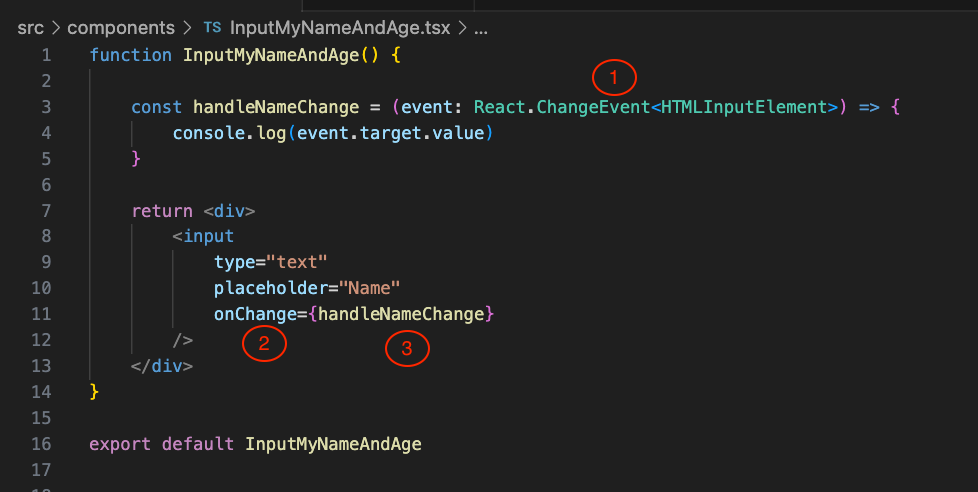 src > components > TS InputMyNameAndAge.tsx > ...
1 function InputMyNameAndAge() {
2
1
3 const handleNameChange = (event: React.ChangeEvent<HTMLInputElement>) => {
4 console.log(event.target.value)
5 }
6
7 return <div>
8 <input
9 type="text"
10 placeholder="Name"
11 onChange={handleNameChange}
12 />
2 3
13 </div>
14 }
15
16 export default InputMyNameAndAge
17